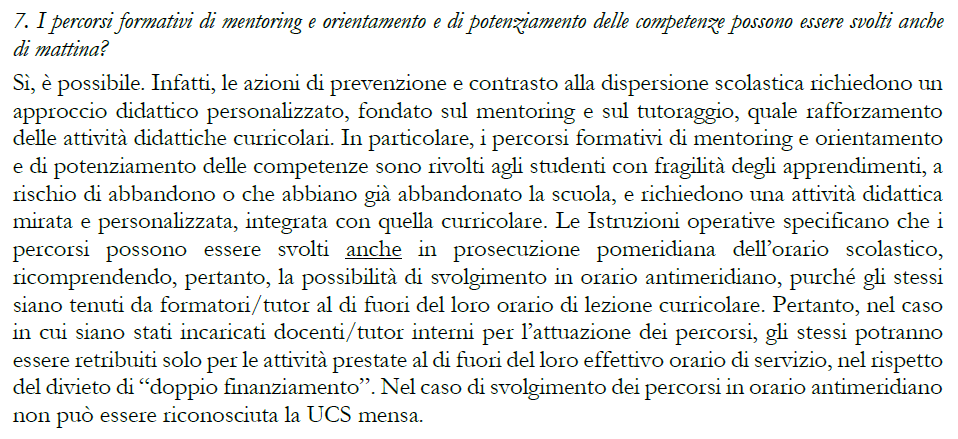 7. I percorsi formativi di mentoring e orientamento e di potenziamento delle competenze possono essere svolti anche
di mattina?
Sì, è possibile. Infatti, le azioni di prevenzione e contrasto alla dispersione scolastica richiedono un
approccio didattico personalizzato, fondato sul mentoring e sul tutoraggio, quale rafforzamento
delle attività didattiche curricolari. In particolare, i percorsi formativi di mentoring e orientamento
e di potenziamento delle competenze sono rivolti agli studenti con fragilità degli apprendimenti, a
rischio di abbandono o che abbiano già abbandonato la scuola, e richiedono una attività didattica
mirata e personalizzata, integrata con quella curricolare. Le Istruzioni operative specificano che i
percorsi possono essere svolti anche in prosecuzione pomeridiana dell'orario scolastico,
ricomprendendo, pertanto, la possibilità di svolgimento in orario antimeridiano, purché gli stessi
siano tenuti da formatori/tutor al di fuori del loro orario di lezione curricolare. Pertanto, nel caso
in cui siano stati incaricati docenti/tutor interni per l'attuazione dei percorsi, gli stessi potranno
essere retribuiti solo per le attività prestate al di fuori del loro effettivo orario di servizio, nel rispetto
del divieto di “doppio finanziamento”. Nel caso di svolgimento dei percorsi in orario antimeridiano
non può essere riconosciuta la UCS mensa.